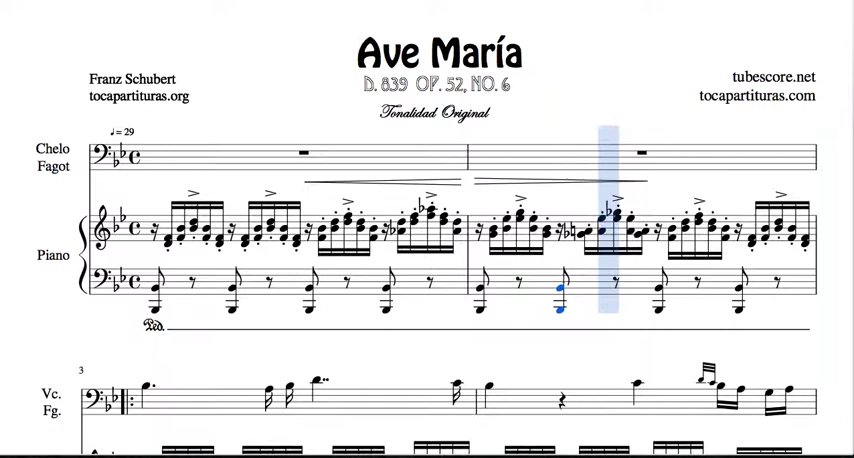 Ave María
D. 839 OP. 52, NO. 6
Tonalidad Original
Franz Schubert
tocapartituras.org
tubescore.net
tocapartituras.com
♩= 29
Chelo
Fagot
Piano
Ped.
3
Vc.
Fg.